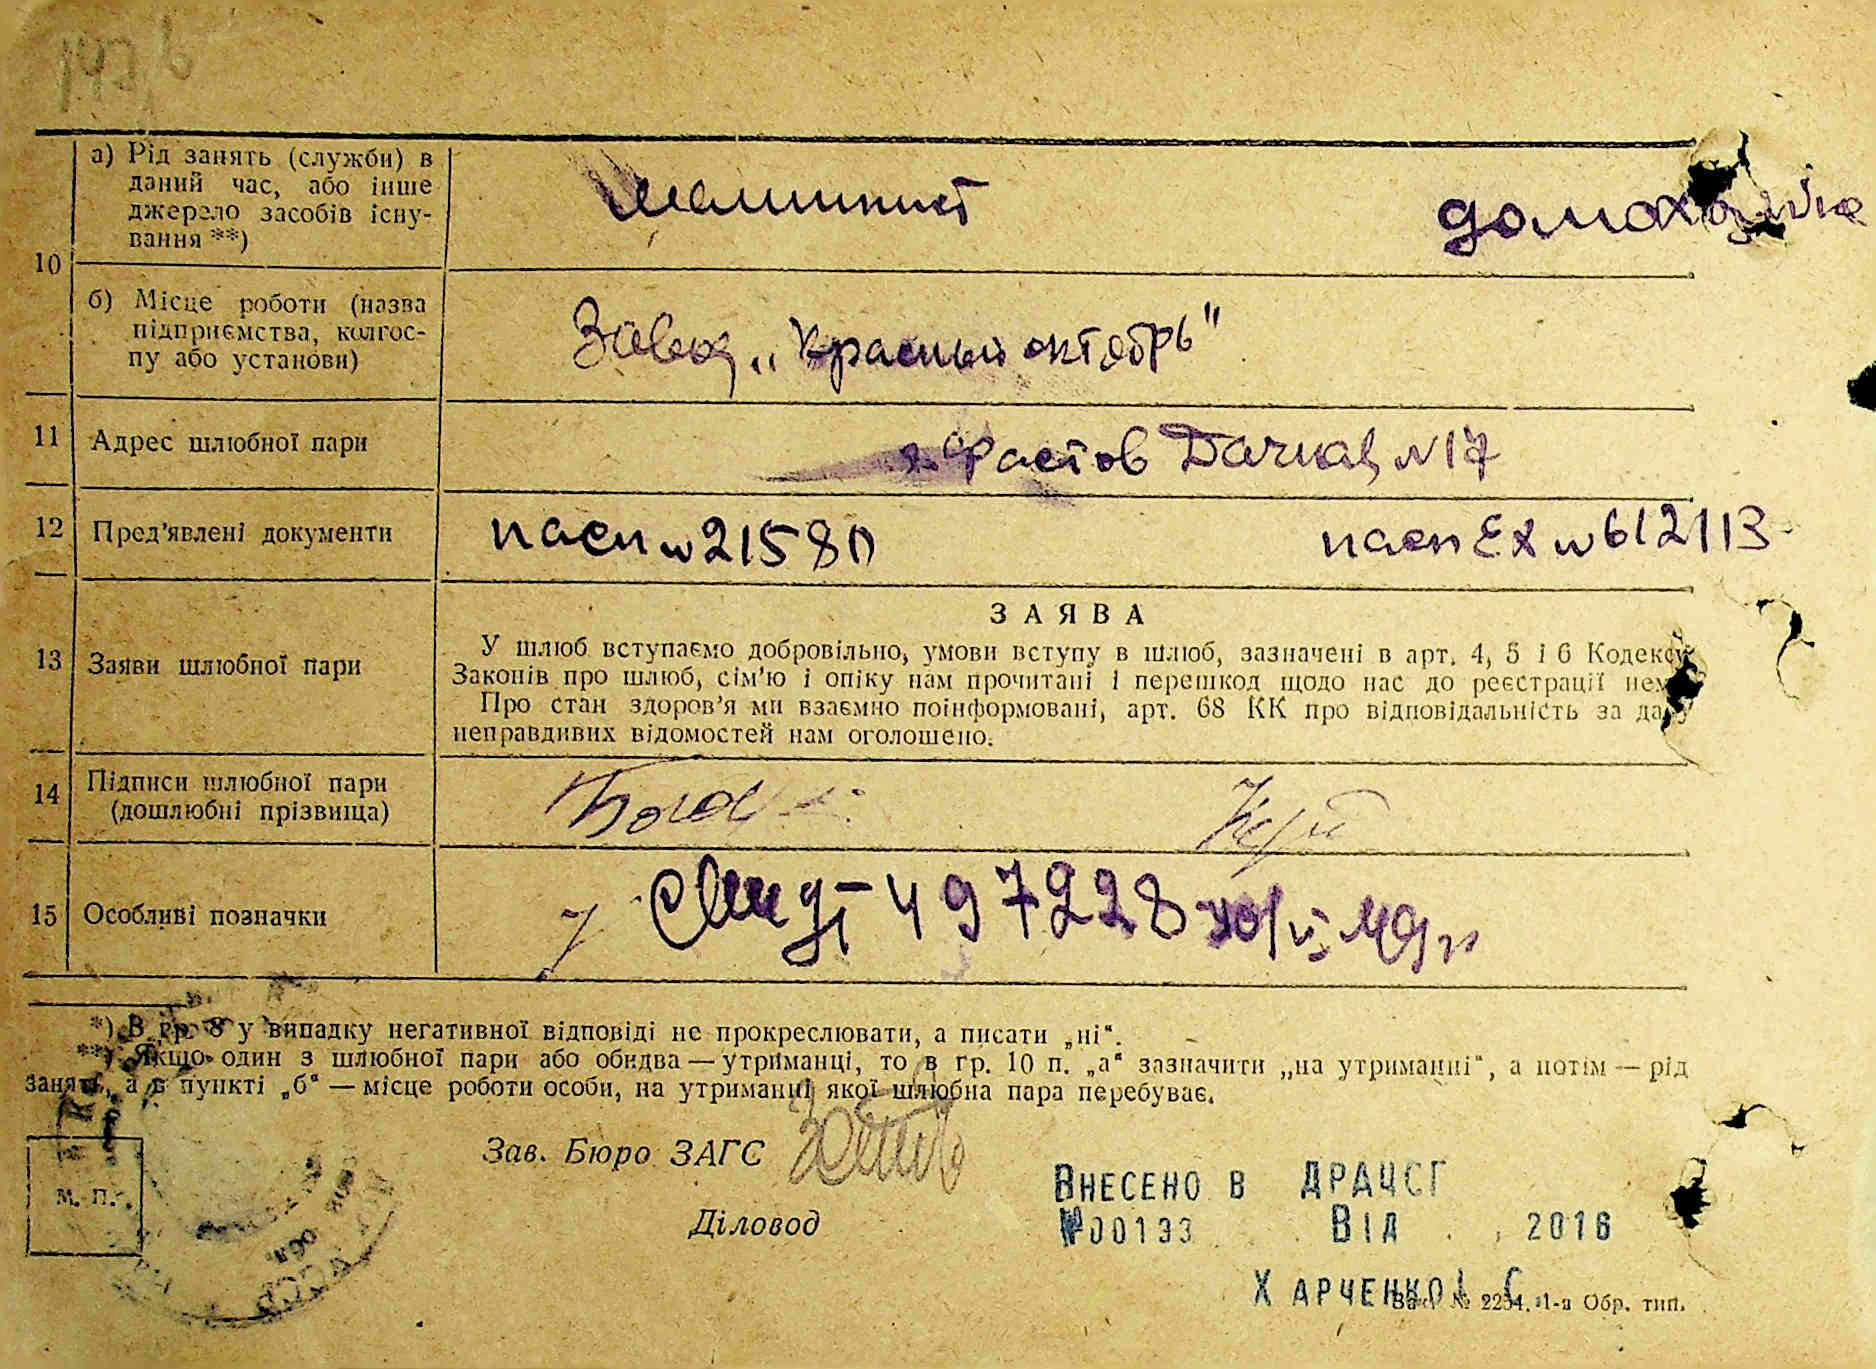 а) Рід занять (служби) в
даний час, або інше
джерело засобів існу-
вання **)
машинист
домохозяйка
10
б) Місце роботи (назва
підприємства, колгос-
пу або установи)
Завод „Красный октябрь"
11 Адрес шлюбної пари
г. Фастов Дачная №17
12 Пред'явлені документи
пасп №21580
пасп ЕХ №612113
ЗАЯВА
13 Заяви шлюбної пари
У шлюб вступаємо добровільно, умови вступу в шлюб, зазначені в арт. 4, 5 і 6 Кодексу
Законів про шлюб, сім'ю і опіку нам прочитані і перешкод щодо нас до реєстрації нема.
Про стан здоров'я ми взаємно поінформовані, арт. 68 КК про відповідальність за дачу
неправдивих відомостей нам оголошено.
14 Підписи шлюбної пари
(дошлюбні прізвища)
15 Особливі позначки
497228
*) В гр. 8 у випадку негативної відповіді не прокреслювати, а писати „ні".
**) Якщо один з шлюбної пари або обидва — утриманці, то в гр. 10 п. „а" зазначити „на утриманні", а потім — рід
занять, а в пункті „б" — місце роботи особи, на утриманні якої шлюбна пара перебуває.
Зав. Бюро ЗАГС
М. П.
Діловод
ВНЕСЕНО В ДРАЦСГ
№00133 ВІД . . 2016
ХАРЧЕНКО І. С.
Зак. № 2254. 1-а Обр. тип.